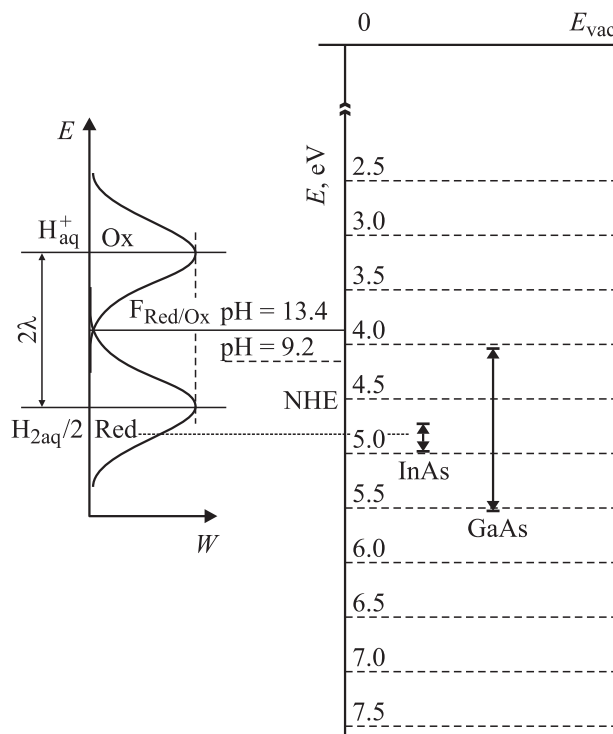 0 E_vac
E
E, eV
2.5
H⁺_aq Ox
3.0
3.5
F_Red/Ox pH = 13.4
4.0
pH = 9.2
2λ
NHE
4.5
H_2aq/2 Red
5.0
InAs
5.5
GaAs
W
6.0
6.5
7.0
7.5